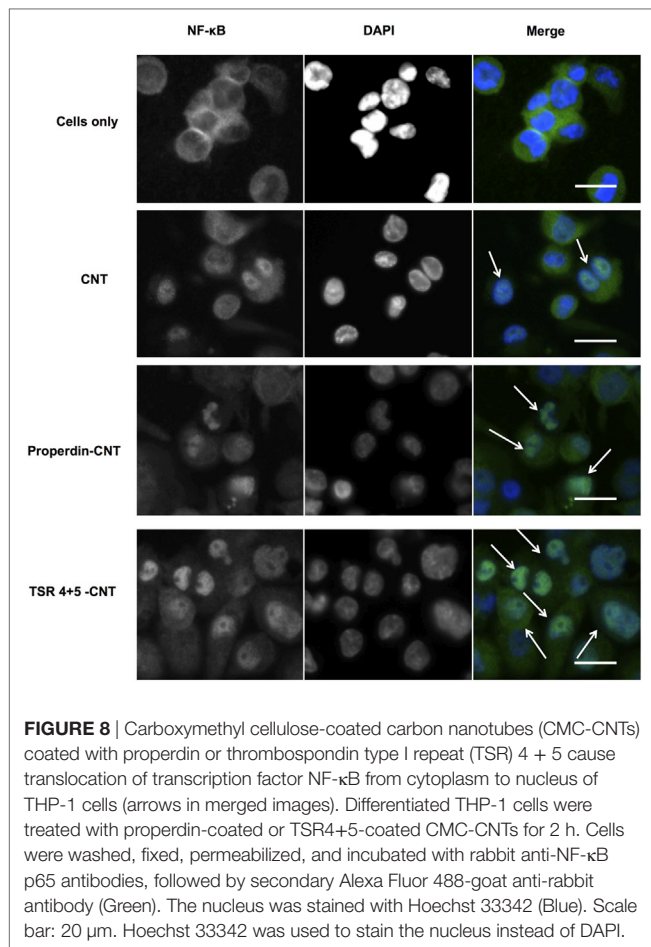 NF-κB DAPI Merge
Cells only
CNT
Properdin-CNT
TSR 4+5 -CNT
FIGURE 8 | Carboxymethyl cellulose-coated carbon nanotubes (CMC-CNTs)
coated with properdin or thrombospondin type I repeat (TSR) 4 + 5 cause
translocation of transcription factor NF-κB from cytoplasm to nucleus of
THP-1 cells (arrows in merged images). Differentiated THP-1 cells were
treated with properdin-coated or TSR4+5-coated CMC-CNTs for 2 h. Cells
were washed, fixed, permeabilized, and incubated with rabbit anti-NF-κB
p65 antibodies, followed by secondary Alexa Fluor 488-goat anti-rabbit
antibody (Green). The nucleus was stained with Hoechst 33342 (Blue). Scale
bar: 20 μm. Hoechst 33342 was used to stain the nucleus instead of DAPI.